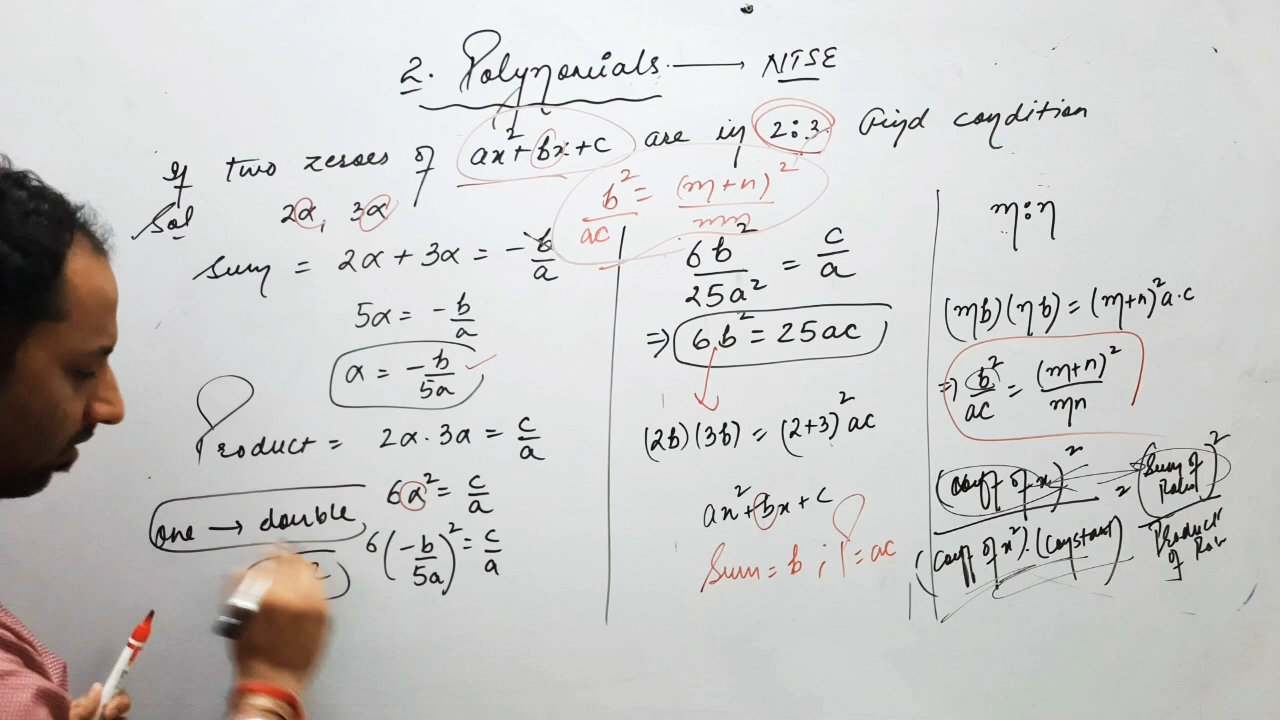 2. Polynomials. → NTSE
If two zeroes of ax² + bx + c are in 2:3. Find condition
Sol 2α, 3α
Sum = 2α + 3α = -b/a
5α = -b/a
α = -b/5a
Product = 2α · 3α = c/a
6α² = c/a
one → double
6(-b/5a)² = c/a
b²/ac = (m+n)²/mn
6b²/25a² = c/a
⇒ 6b² = 25ac
(2b)(3b) = (2+3)² ac
ax² + bx + c
Sum = b ; P = ac
m:n
(mb)(nb) = (m+n)² a·c
⇒ b²/ac = (m+n)²/mn
(Coeff of x)² / (Coeff of x²).(Constant) = (Sum of Ratio)² / Product of